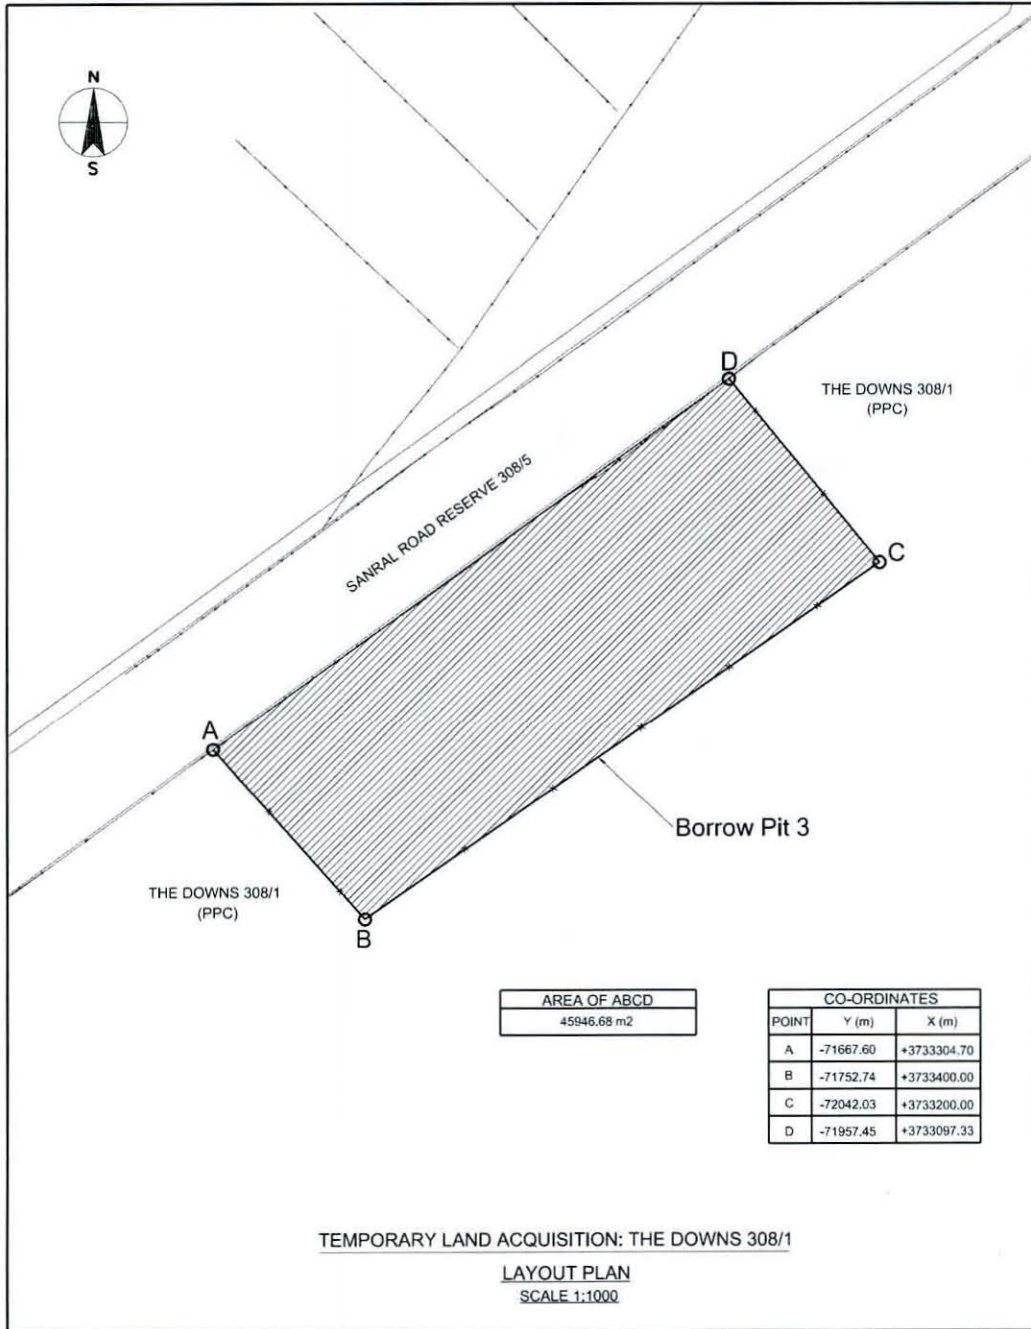 N
S
D
THE DOWNS 308/1
(PPC)
SANRAL ROAD RESERVE 308/5
C
A
Borrow Pit 3
THE DOWNS 308/1
(PPC)
B
AREA OF ABCD
45946.68 m2
CO-ORDINATES
POINT Y (m) X (m)
A -71667.60 +3733304.70
B -71752.74 +3733400.00
C -72042.03 +3733200.00
D -71957.45 +3733097.33
TEMPORARY LAND ACQUISITION: THE DOWNS 308/1
LAYOUT PLAN
SCALE 1:1000